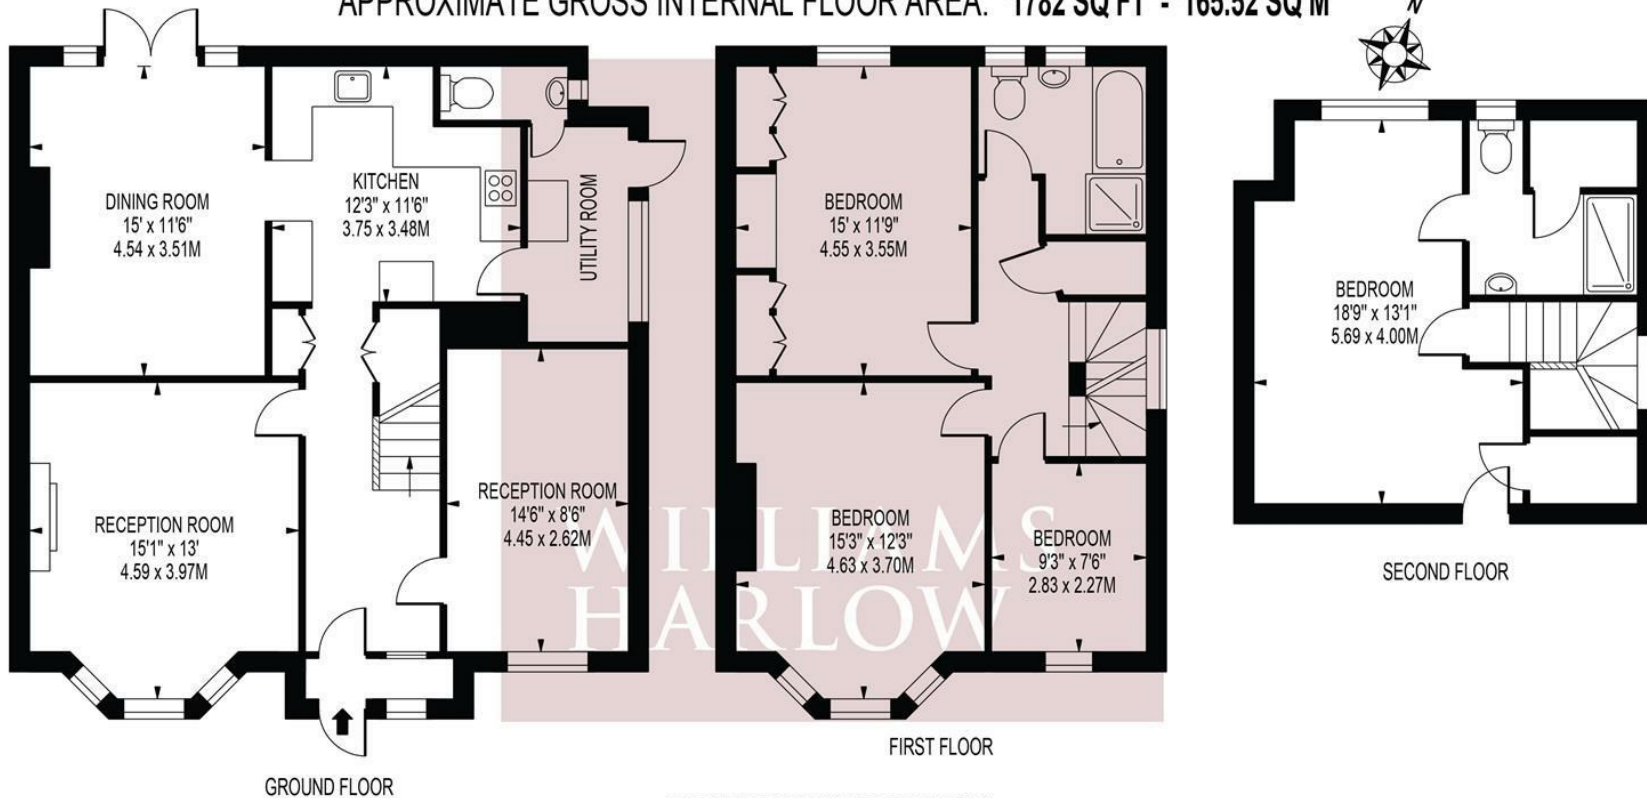 APPROXIMATE GROSS INTERNAL FLOOR AREA: 1782 SQ FT - 165.52 SQ M
N
DINING ROOM
15' x 11'6"
4.54 x 3.51M
KITCHEN
12'3" x 11'6"
3.75 x 3.48M
UTILITY ROOM
RECEPTION ROOM
15'1" x 13'
4.59 x 3.97M
RECEPTION ROOM
14'6" x 8'6"
4.45 x 2.62M
GROUND FLOOR
BEDROOM
15' x 11'9"
4.55 x 3.55M
BEDROOM
15'3" x 12'3"
4.63 x 3.70M
BEDROOM
9'3" x 7'6"
2.83 x 2.27M
FIRST FLOOR
BEDROOM
18'9" x 13'1"
5.69 x 4.00M
SECOND FLOOR
WILLIAMS
HARLOW